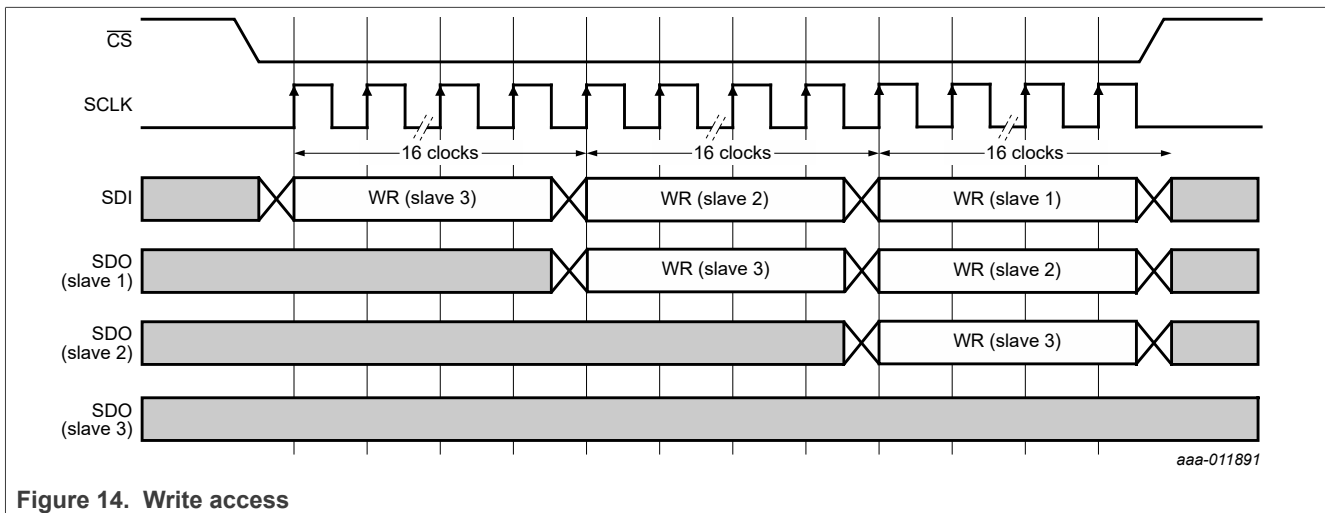 CS
SCLK
16 clocks 16 clocks 16 clocks
SDI WR (slave 3) WR (slave 2) WR (slave 1)
SDO
(slave 1)
WR (slave 3) WR (slave 2)
SDO
(slave 2)
WR (slave 3)
SDO
(slave 3)
aaa-011891
Figure 14. Write access